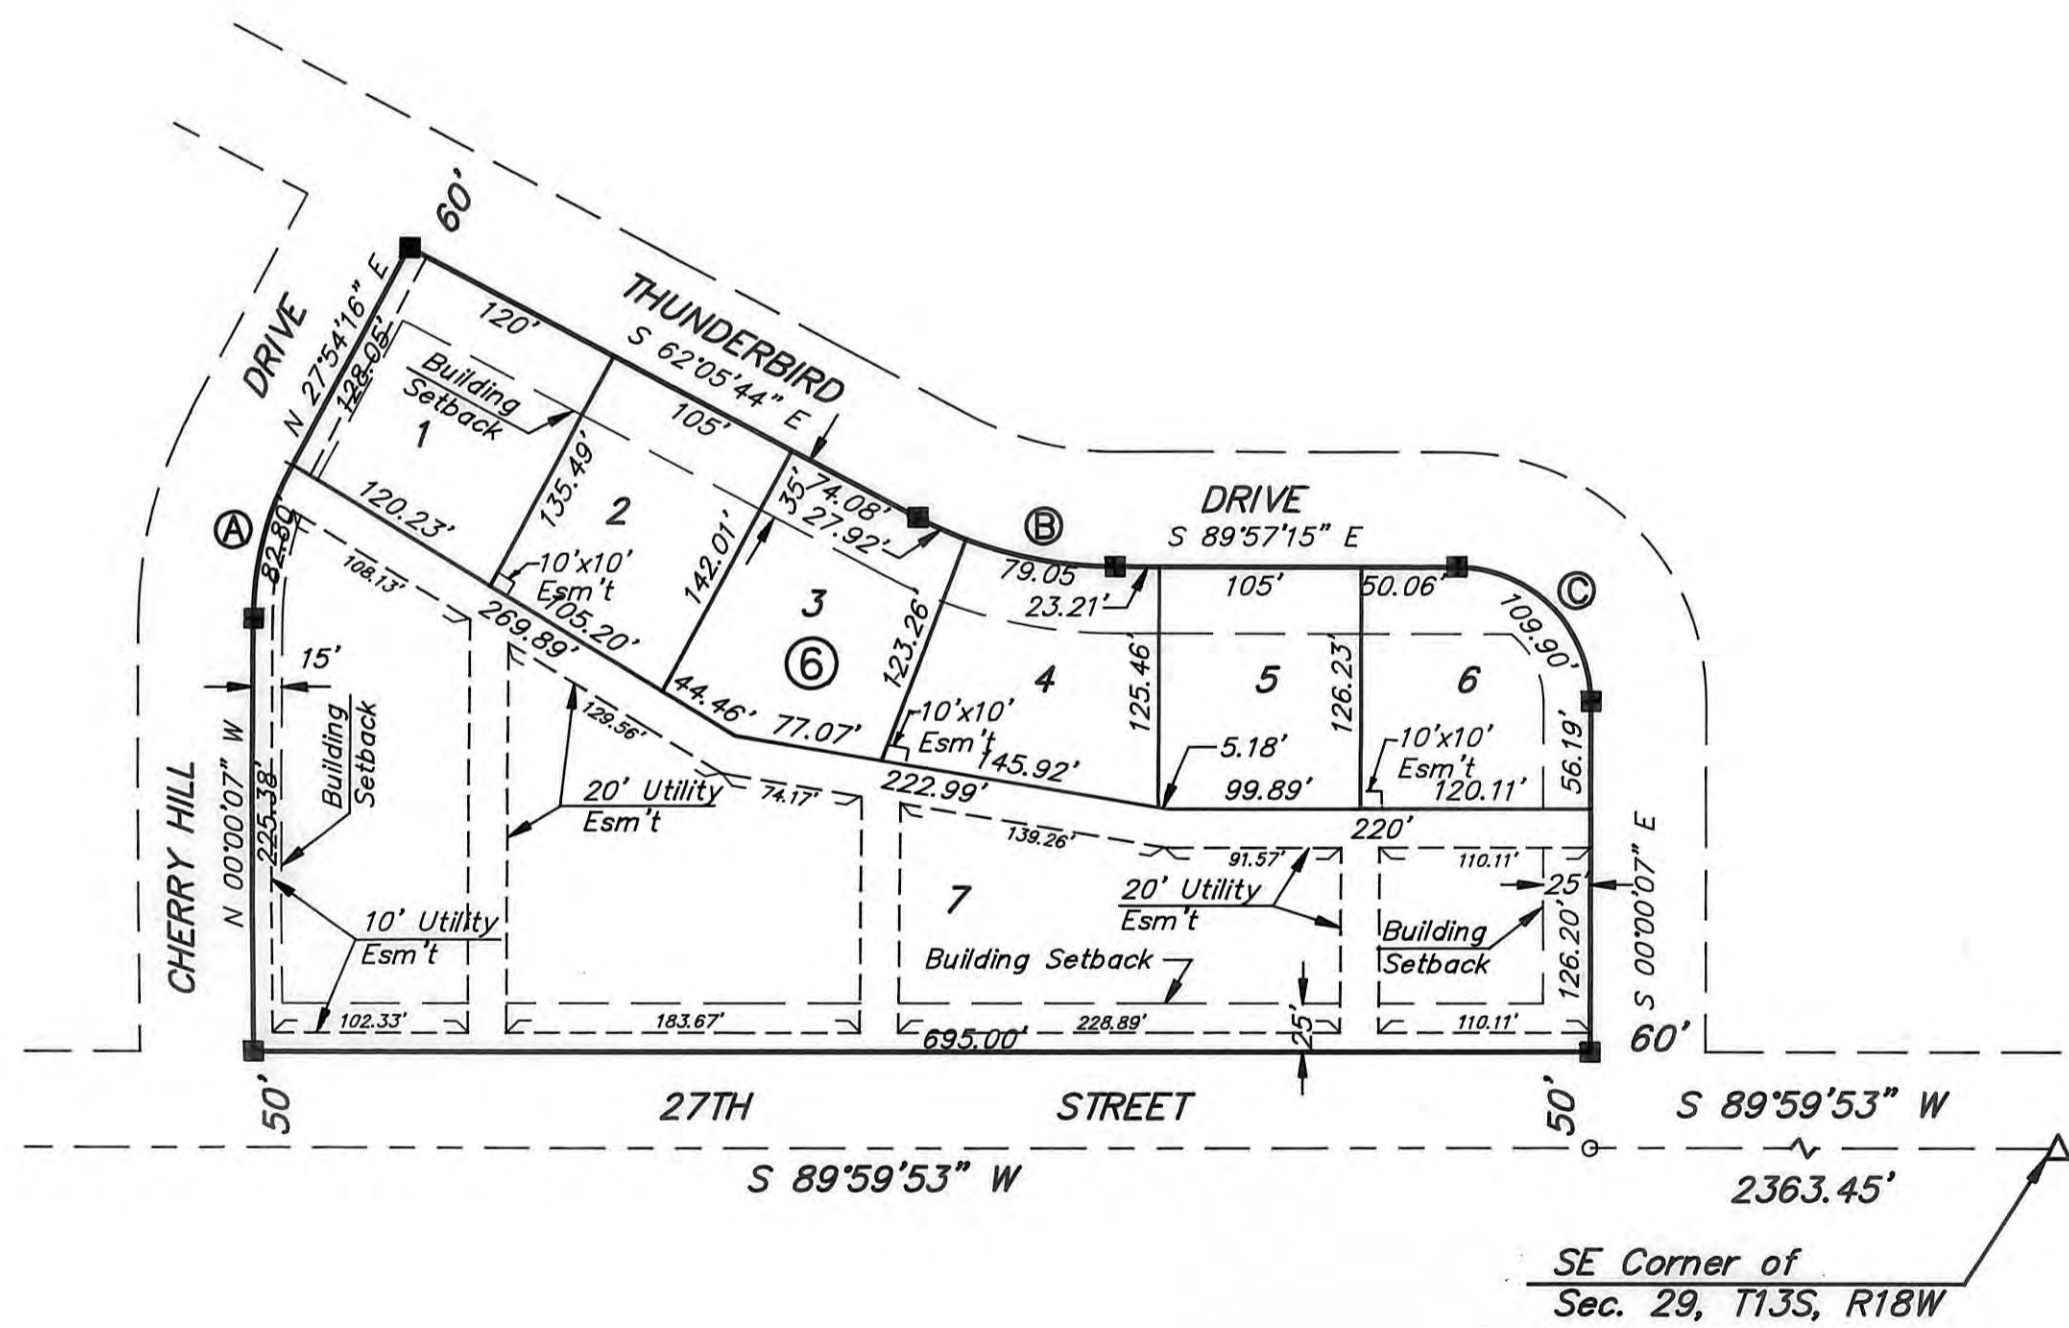 60'
THUNDERBIRD
S 62°05'44" E
DRIVE
N 27°54'16" E
128.05'
120'
Building
Setback
1
105'
135.49'
2
35'
74.08'
27.92'
142.01'
3
6
123.26'
B
79.05
23.21'
DRIVE
S 89°57'15" E
105'
50.06'
C
109.90'
A
82.80'
120.23'
10'x10'
Esm't
105.20'
269.89'
108.13'
44.46'
77.07'
4
10'x10'
Esm't
145.92'
222.99'
125.46'
5
5.18'
99.89'
126.23'
6
10'x10'
Esm't
120.11'
56.19'
220'
15'
Building
Setback
225.38'
N 00°00'07" W
CHERRY HILL
129.56'
20' Utility
Esm't
74.17'
139.26'
91.57'
110.11'
7
20' Utility
Esm't
25'
10' Utility
Esm't
Building Setback
Building
Setback
126.20'
S 00°00'07" E
102.33'
183.67'
228.89'
110.11'
695.00'
25'
60'
50'
27TH STREET
50'
S 89°59'53" W
S 89°59'53" W
2363.45'
SE Corner of
Sec. 29, T13S, R18W